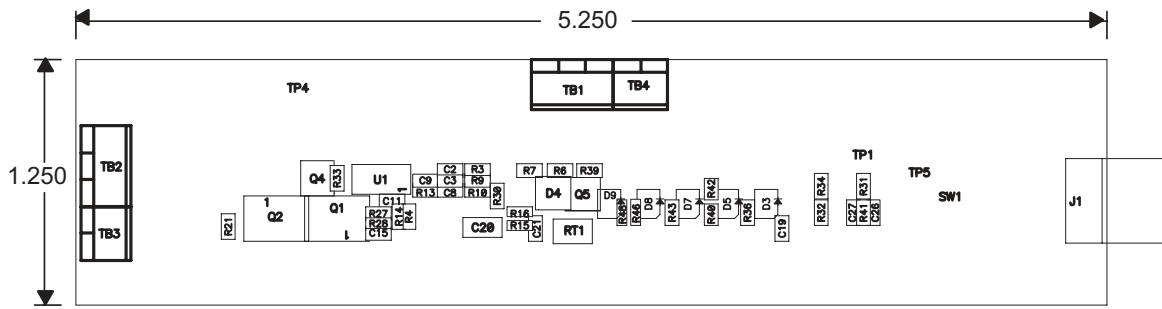 5.250
TP4
TB1
TB4
1.250
TB2
TB3
TP1
TP5
SW1
J1
Q4
R33
U1
1
C9
R13
C2
C3
C8
R3
R9
R10
R30
R7
R6
R39
D4
Q5
D9
R48
R46
D8
R43
D7
R42
R40
D5
R36
D3
C19
R34
R32
R31
C27
R41
C26
R21
1
Q2
Q1
1
C11
R27
R28
C15
R14
R4
C20
R16
R15
C21
RT1